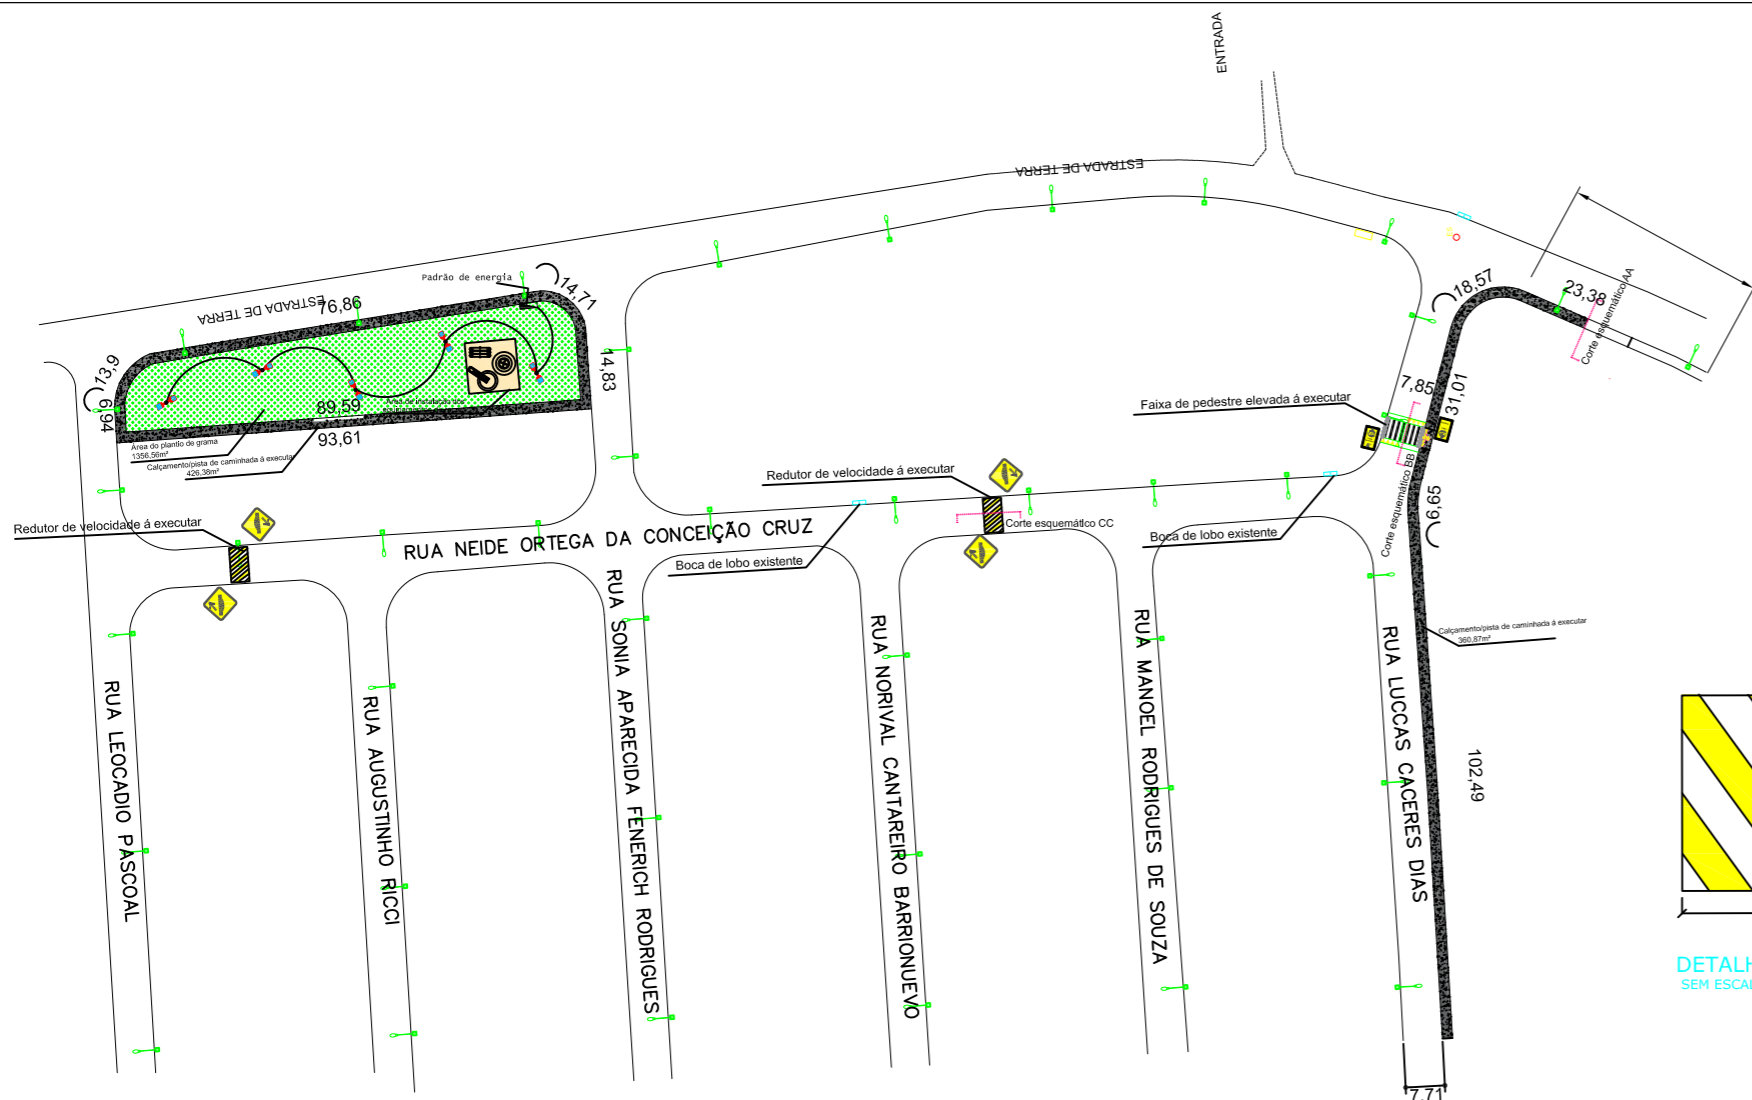 ENTRADA
ESTRADA DE TERRA
ESTRADA DE TERRA
Padrão de energia
76,86
14,71
13,9
6,94
14,83
89,59
93,61
Área de instalação dos
Área do plantio de grama
1356,56m²
Calçamento/pista de caminhada á executar
426,38m²
18,57
23,38
Corte esquemático AA
7,85
31,01
Faixa de pedestre elevada á executar
Corte esquemático BB
6,65
Redutor de velocidade á executar
Redutor de velocidade á executar
Corte esquemático CC
Boca de lobo existente
Boca de lobo existente
RUA NEIDE ORTEGA DA CONCEIÇÃO CRUZ
Calçamento/pista de caminhada á executar
360,87m²
RUA LEOCADIO PASCOAL
RUA AUGUSTINHO RICCI
RUA SONIA APARECIDA FENERICH RODRIGUES
RUA NORIVAL CANTAREIRO BARRIONUEVO
RUA MANOEL RODRIGUES DE SOUZA
RUA LUCCAS CACERES DIAS
102,49
7,71
DETALH
SEM ESCAL